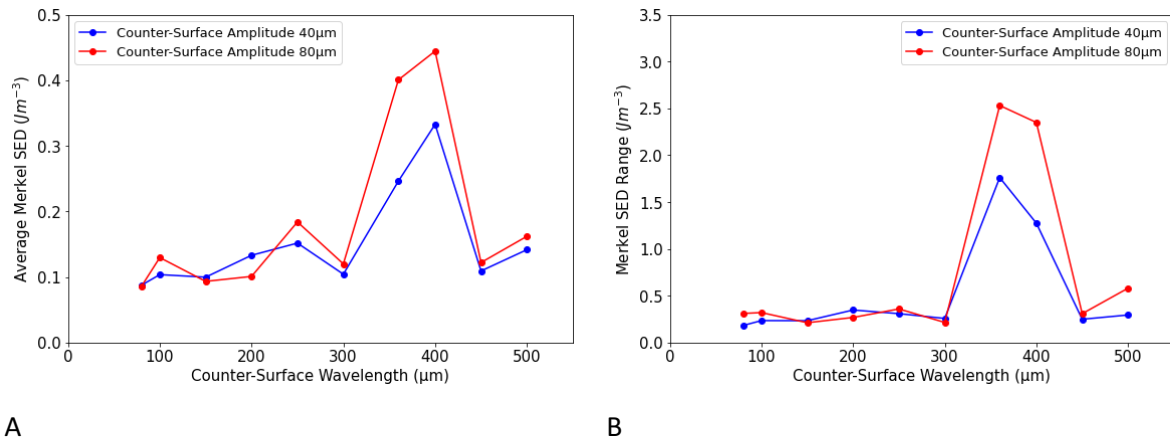 0.5
0.4
0.3
0.2
0.1
0.0
Average Merkel SED (Jm⁻³)
Counter-Surface Amplitude 40μm
Counter-Surface Amplitude 80μm
0 100 200 300 400 500
Counter-Surface Wavelength (μm)
A
3.5
3.0
2.5
2.0
1.5
1.0
0.5
0.0
Merkel SED Range (Jm⁻³)
Counter-Surface Amplitude 40μm
Counter-Surface Amplitude 80μm
0 100 200 300 400 500
Counter-Surface Wavelength (μm)
B